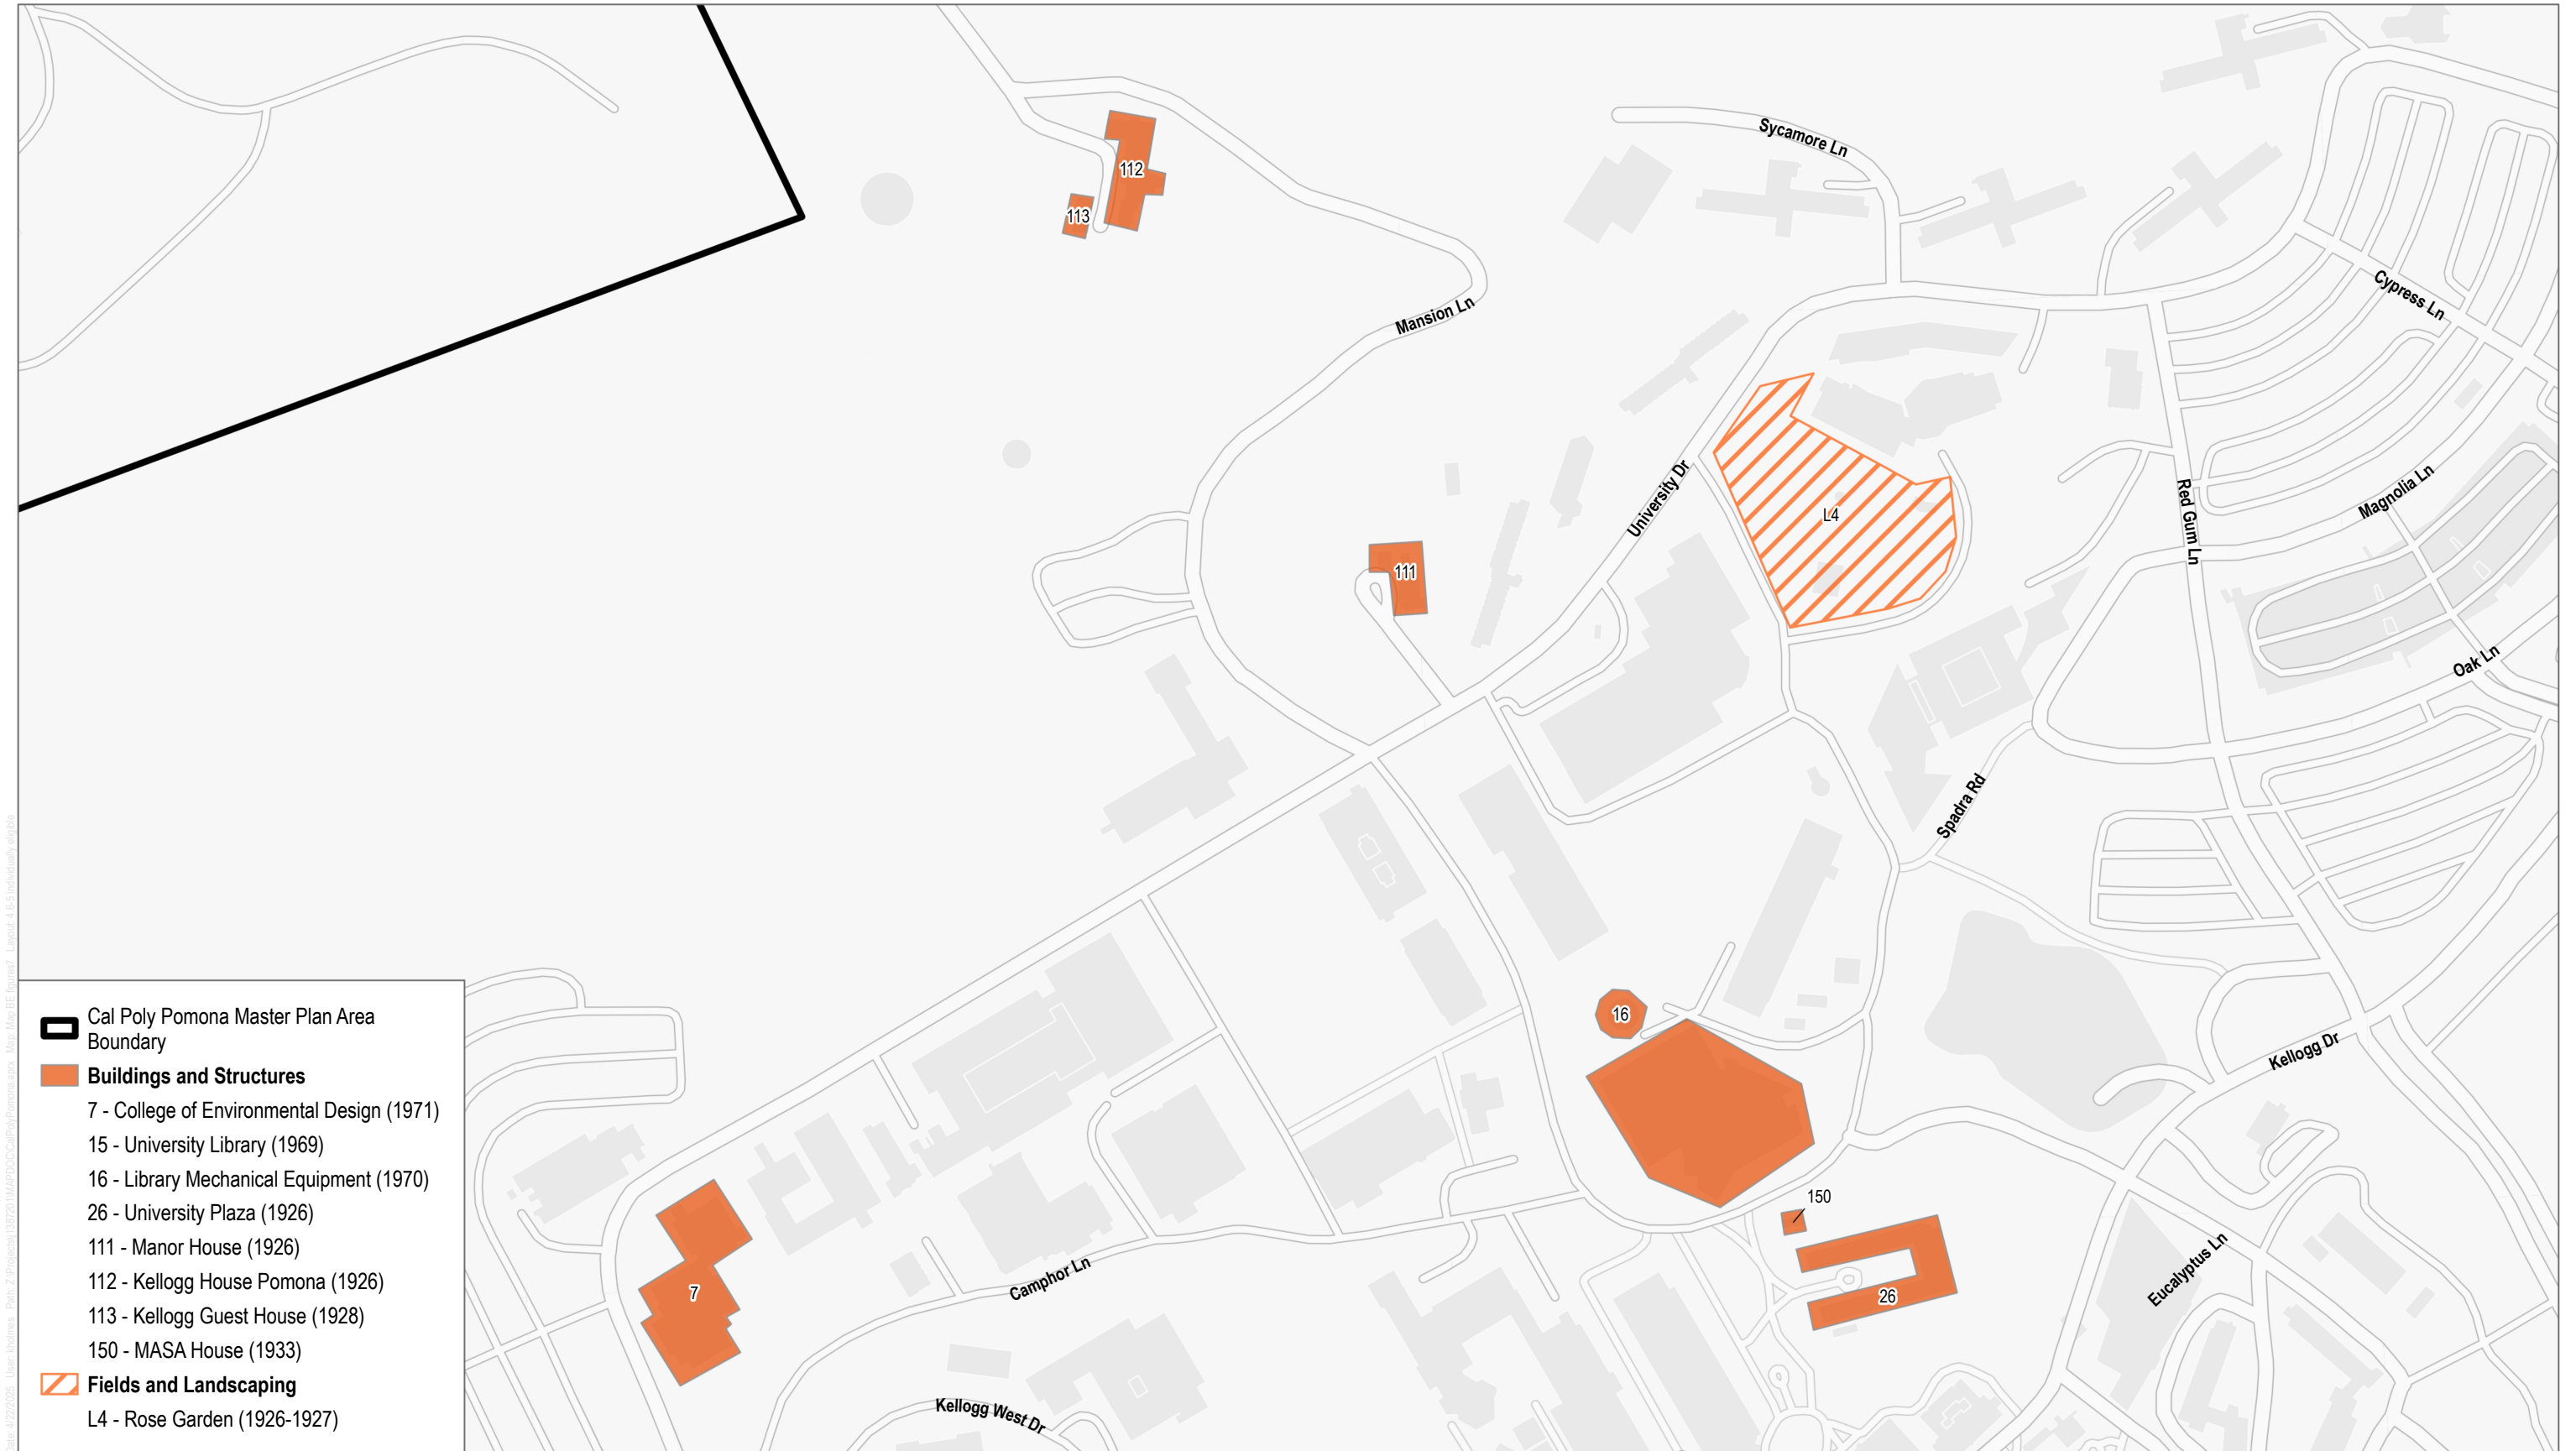 Sycamore Ln
112
113
Cypress Ln
Mansion Ln
University Dr
L4
Red Gum Ln
Magnolia Ln
111
Oak Ln
Spadra Rd
16
Kellogg Dr
150
Eucalyptus Ln
26
7
Camphor Ln
Kellogg West Dr
Cal Poly Pomona Master Plan Area
Boundary
Buildings and Structures
7 - College of Environmental Design (1971)
15 - University Library (1969)
16 - Library Mechanical Equipment (1970)
26 - University Plaza (1926)
111 - Manor House (1926)
112 - Kellogg House Pomona (1926)
113 - Kellogg Guest House (1928)
150 - MASA House (1933)
Fields and Landscaping
L4 - Rose Garden (1926-1927)